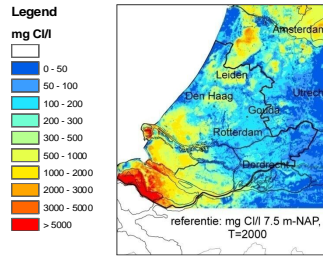 Legend
mg Cl/l
0 - 50
50 - 100
100 - 200
200 - 300
300 - 500
500 - 1000
1000 - 2000
2000 - 3000
3000 - 5000
> 5000
Amsterdam
Leiden
Den Haag
Utrech
Gouda
Rotterdam
Dordrecht
referentie: mg Cl/l 7.5 m-NAP,
T=2000